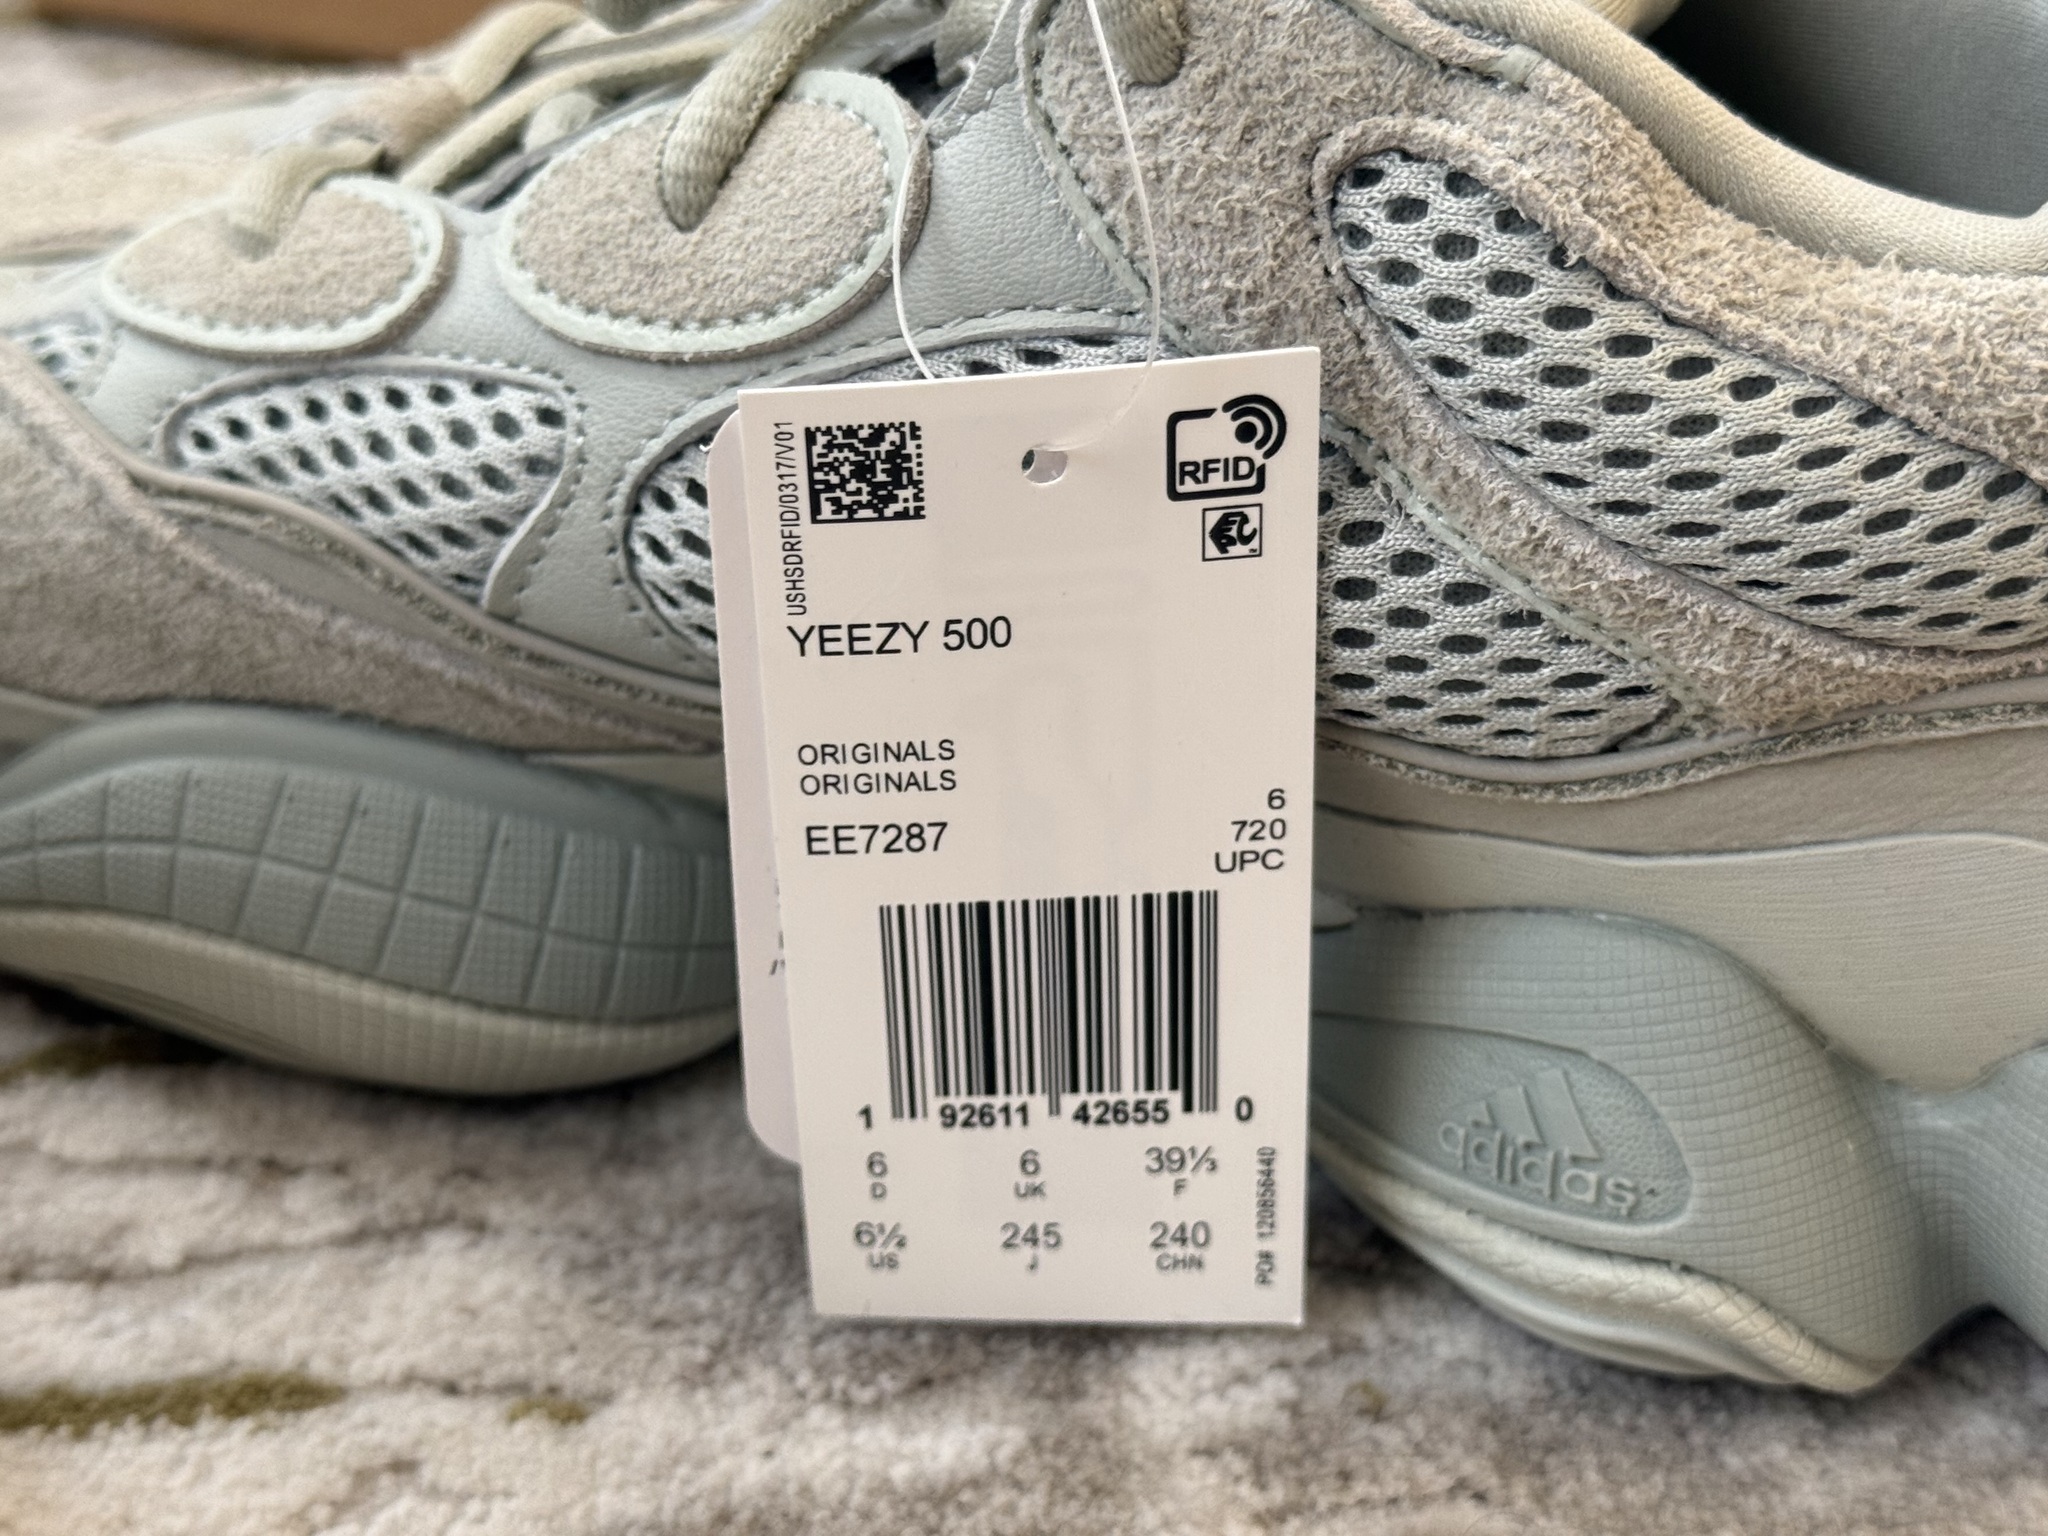 USHSDRFID/0317/V01
RFID
YEEZY 500
ORIGINALS
ORIGINALS
EE7287
6
720
UPC
1 92611 42655 0
6 6 39⅓
D UK F
6½ 245 240
US J CHN
PO# 120856440
adidas